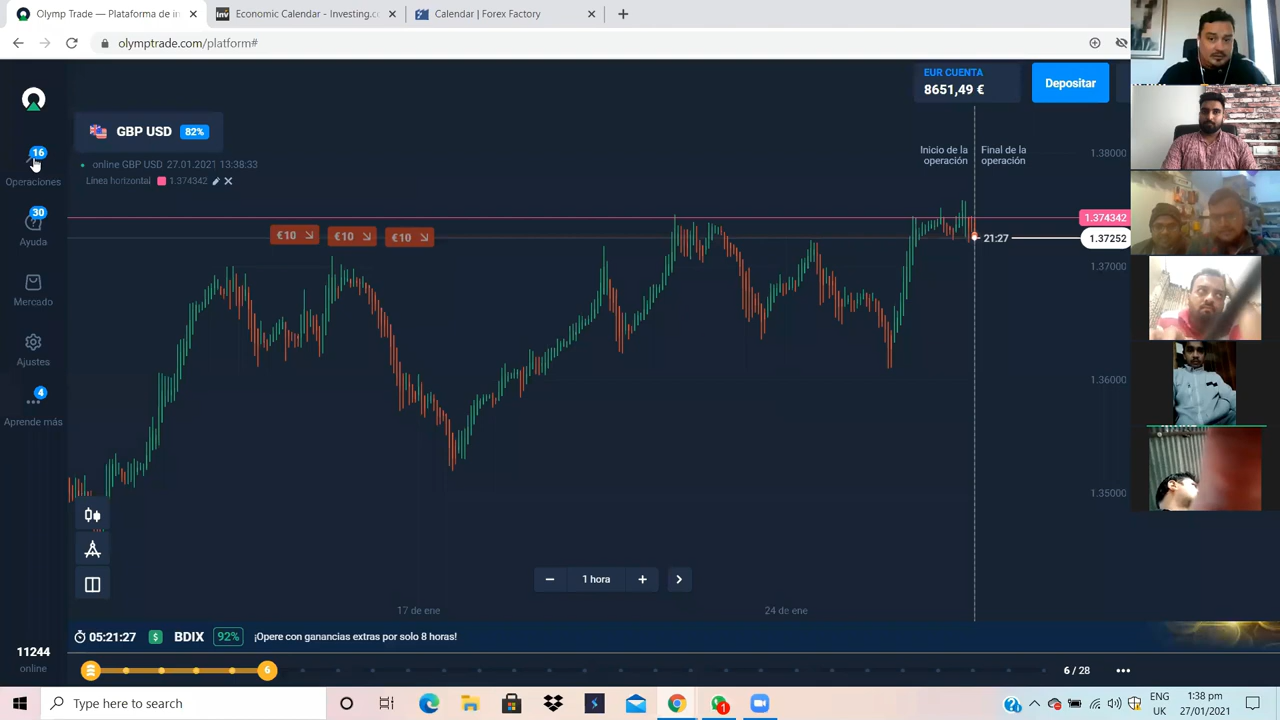 Olymp Trade — Plataforma de in
Economic Calendar - Investing.c
Calendar | Forex Factory
olymptrade.com/platform#
EUR CUENTA
8651,49 €
Depositar
GBP USD 82%
16
Operaciones
online GBP USD 27.01.2021 13:38:33
Línea horizontal 1.374342
Inicio de la operación
Final de la operación
1.38000
1.374342
€10
€10
€10
21:27
1.37252
30
Ayuda
1.37000
Mercado
Ajustes
1.36000
4
Aprende más
1.35000
1 hora
17 de ene
24 de ene
05:21:27
$
BDIX
92%
¡Opere con ganancias extras por solo 8 horas!
11244
online
6
6 / 28
Type here to search
1
ENG
UK
1:38 pm
27/01/2021